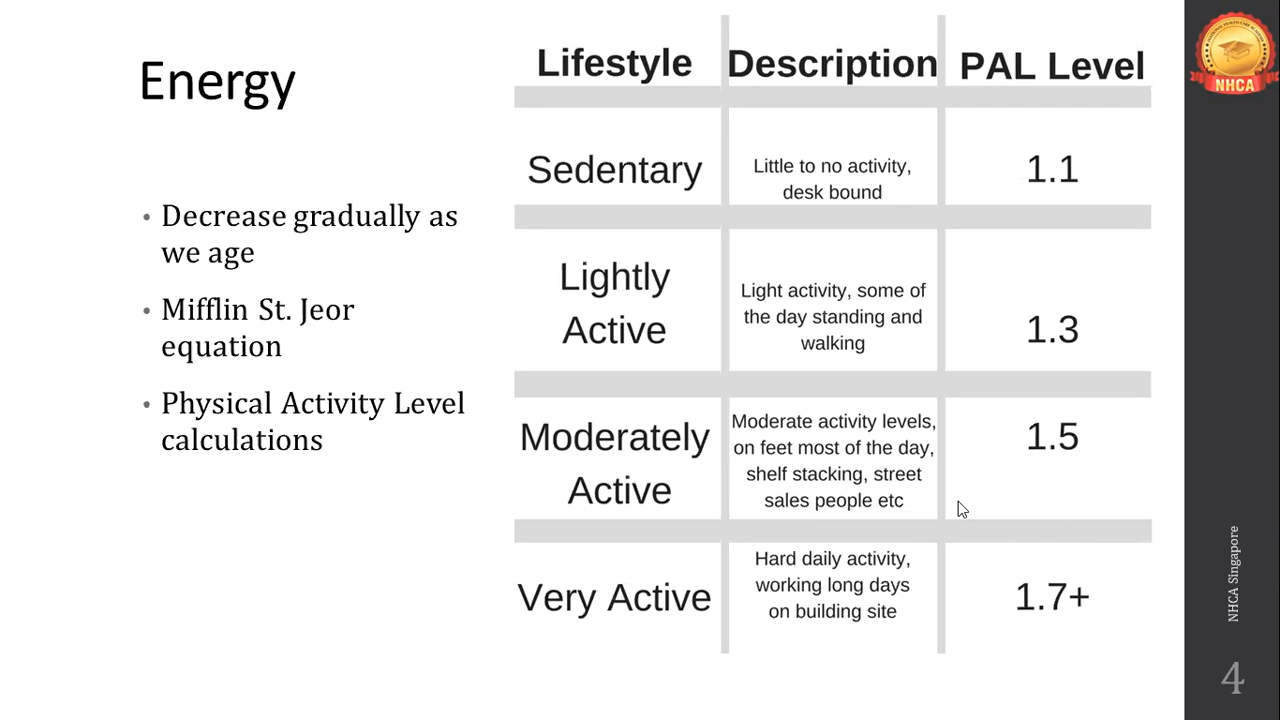 Energy
• Decrease gradually as
we age
• Mifflin St. Jeor
equation
• Physical Activity Level
calculations
Lifestyle Description PAL Level
Sedentary
Little to no activity,
desk bound
1.1
Lightly
Active
Light activity, some of
the day standing and
walking
1.3
Moderately
Active
Moderate activity levels,
on feet most of the day,
shelf stacking, street
sales people etc
1.5
Very Active
Hard daily activity,
working long days
on building site
1.7+
NHCA
NHCA Singapore
4